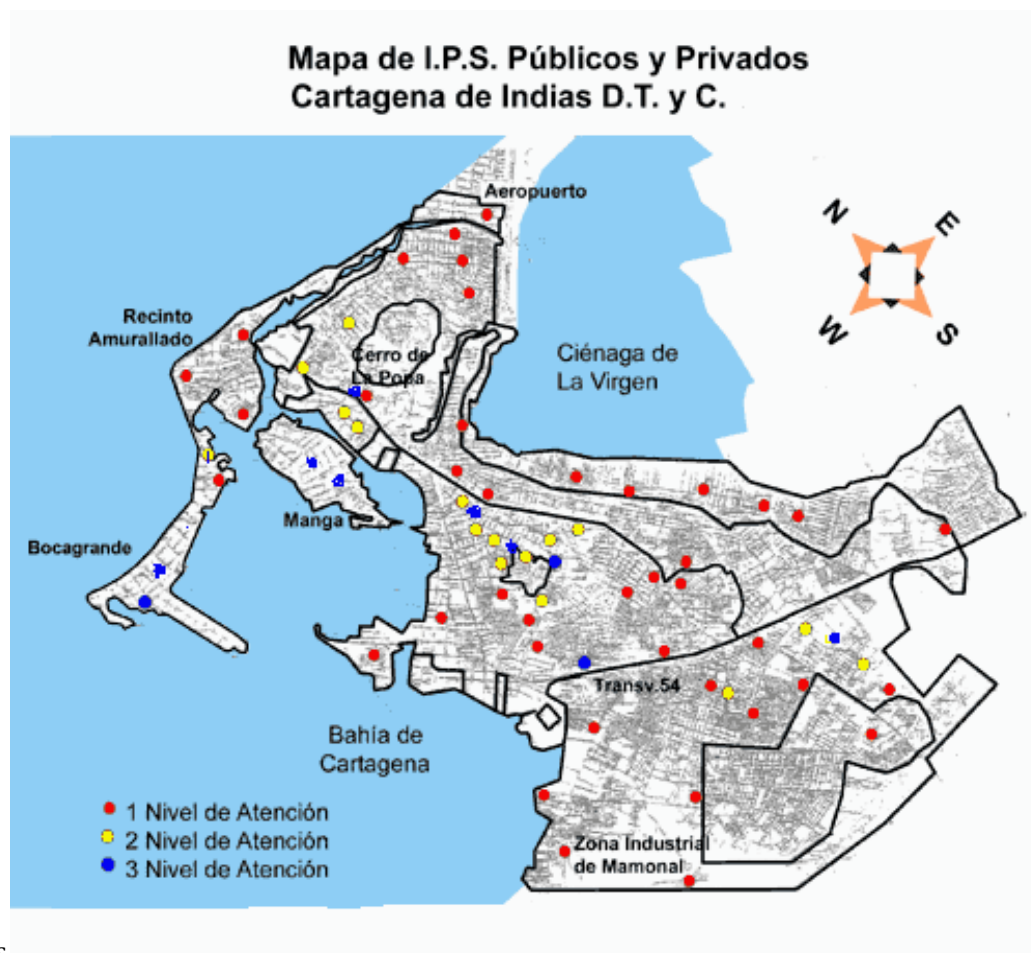 Mapa de I.P.S. Públicos y Privados
Cartagena de Indias D.T. y C.
Aeropuerto
N
E
W
S
Recinto
Amurallado
Cerro de
La Popa
Ciénaga de
La Virgen
Manga
Bocagrande
Transv.54
Bahía de
Cartagena
1 Nivel de Atención
2 Nivel de Atención
3 Nivel de Atención
Zona Industrial
de Mamonal